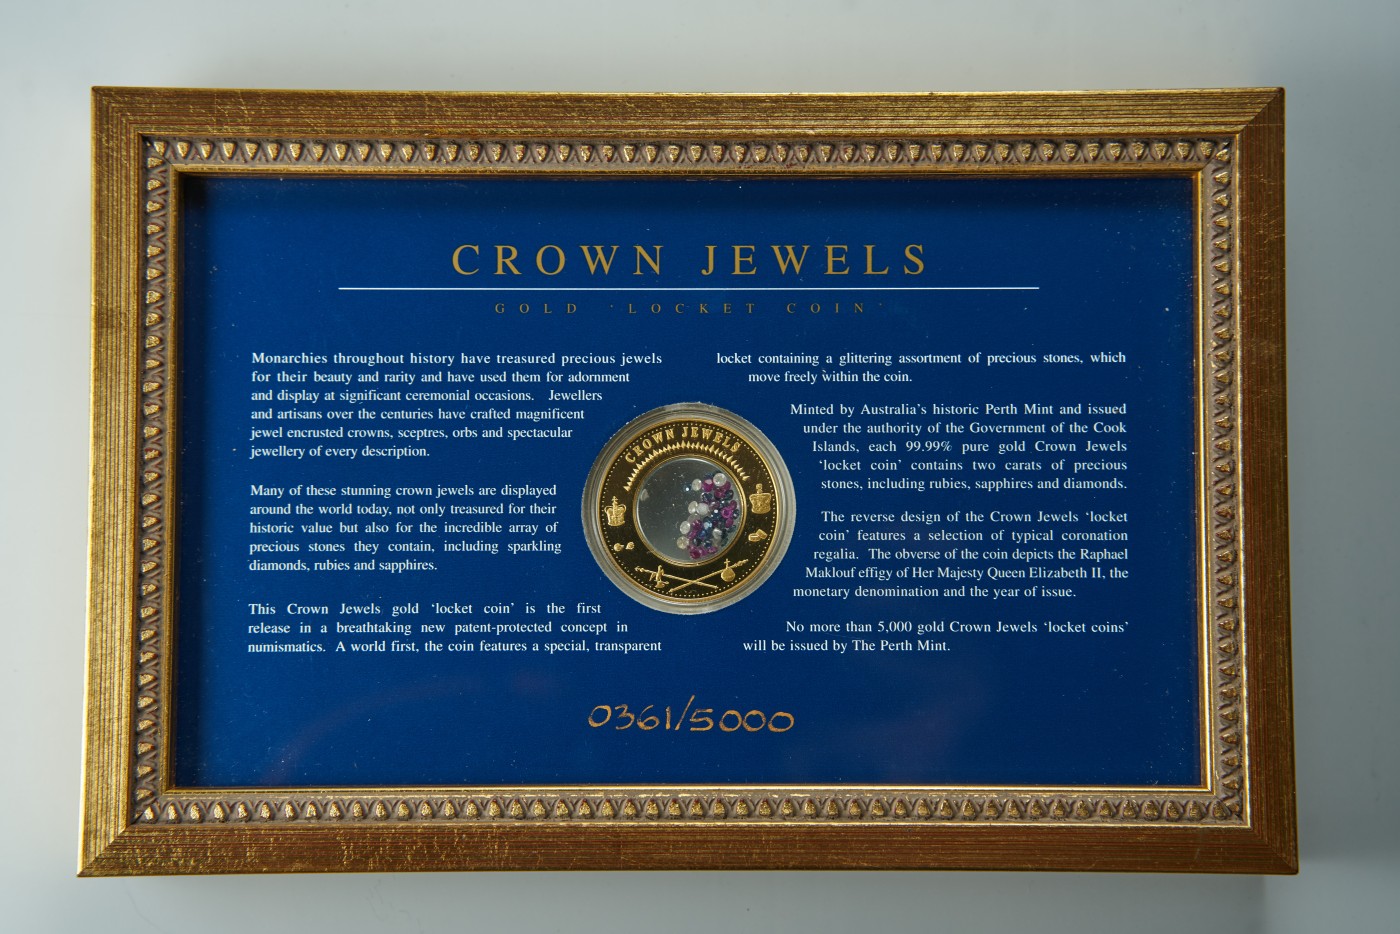 CROWN JEWELS
GOLD 'LOCKET COIN'
Monarchies throughout history have treasured precious jewels
for their beauty and rarity and have used them for adornment
and display at significant ceremonial occasions. Jewellers
and artisans over the centuries have crafted magnificent
jewel encrusted crowns, sceptres, orbs and spectacular
jewellery of every description.
Many of these stunning crown jewels are displayed
around the world today, not only treasured for their
historic value but also for the incredible array of
precious stones they contain, including sparkling
diamonds, rubies and sapphires.
This Crown Jewels gold 'locket coin' is the first
release in a breathtaking new patent-protected concept in
numismatics. A world first, the coin features a special, transparent
locket containing a glittering assortment of precious stones, which
move freely within the coin.
Minted by Australia's historic Perth Mint and issued
under the authority of the Government of the Cook
Islands, each 99.99% pure gold Crown Jewels
'locket coin' contains two carats of precious
stones, including rubies, sapphires and diamonds.
The reverse design of the Crown Jewels 'locket
coin' features a selection of typical coronation
regalia. The obverse of the coin depicts the Raphael
Maklouf effigy of Her Majesty Queen Elizabeth II, the
monetary denomination and the year of issue.
No more than 5,000 gold Crown Jewels 'locket coins'
will be issued by The Perth Mint.
CROWN JEWELS
0361/5000